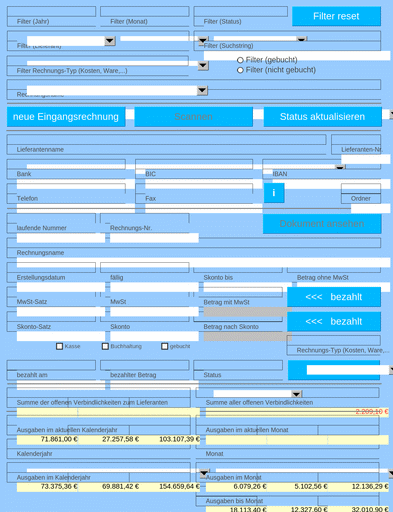 Filter (Jahr) Filter (Monat) Filter (Status) Filter reset
Filter (Lieferant) Filter (Suchstring)
Filter (gebucht)
Filter Rechnungs-Typ (Kosten, Ware,...) Filter (nicht gebucht)
Rechnungsname
neue Eingangsrechnung Scannen Status aktualisieren
Lieferantenname Lieferanten-Nr.
Bank BIC IBAN
i
Telefon Fax Ordner
laufende Nummer Rechnungs-Nr. Dokument ansehen
Rechnungsname
Erstellungsdatum fällig Skonto bis Betrag ohne MwSt
MwSt-Satz MwSt Betrag mit MwSt <<< bezahlt
Skonto-Satz Skonto Betrag nach Skonto <<< bezahlt
Kasse Buchhaltung gebucht Rechnungs-Typ (Kosten, Ware,...
bezahlt am bezahlter Betrag Status
Summe der offenen Verbindlichkeiten zum Lieferanten Summe aller offenen Verbindlichkeiten
Ausgaben im aktuellen Kalenderjahr Ausgaben im aktuellen Monat
71.861,00 € 27.257,58 € 103.107,39 €
Kalenderjahr Monat
Ausgaben im Kalenderjahr Ausgaben im Monat
73.375,36 € 69.881,42 € 154.659,64 € 6.079,26 € 5.102,56 € 12.136,29 €
Ausgaben bis Monat
18.113,40 € 12.327,60 € 32.010,90 €